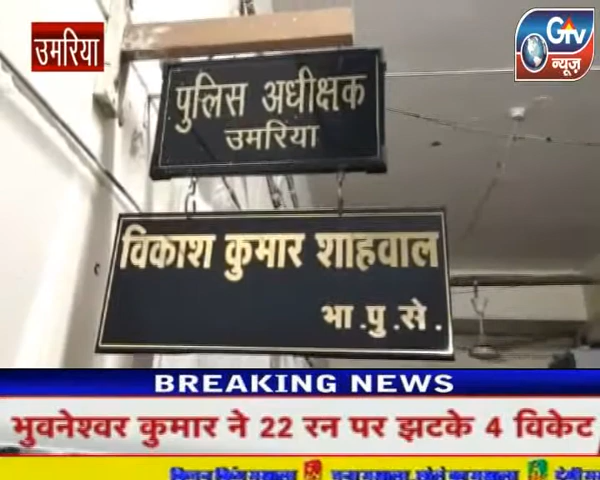 उमरिया
Gtv
न्यूज़
पुलिस अधीक्षक
उमरिया
विकाश कुमार शाहवाल
भा.पु.से.
BREAKING NEWS
भुवनेश्वर कुमार ने 22 रन पर झटके 4 विकेट